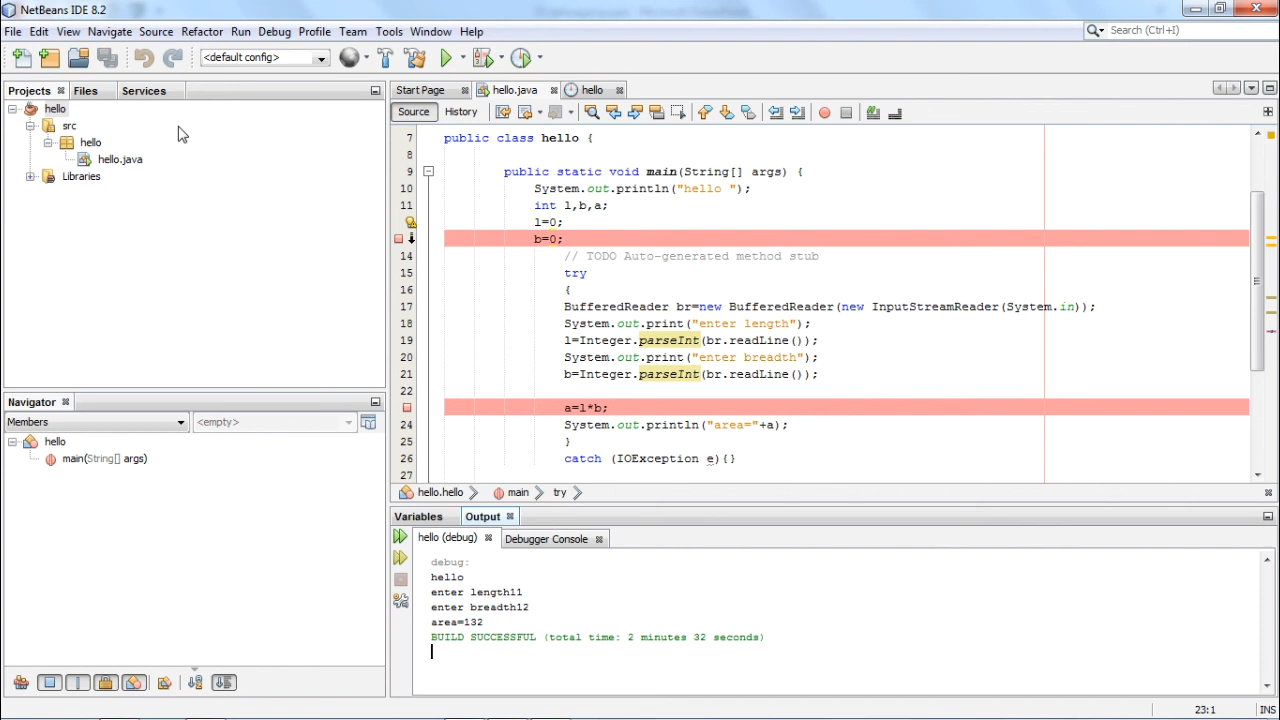 NetBeans IDE 8.2
File Edit View Navigate Source Refactor Run Debug Profile Team Tools Window Help
Search (Ctrl+I)
<default config>
Projects Files Services
hello
src
hello
hello.java
Libraries
Navigator
Members
<empty>
hello
main(String[] args)
Start Page hello.java hello
Source History
7 public class hello {
8
9 public static void main(String[] args) {
10 System.out.println("hello ");
11 int l,b,a;
l=0;
b=0;
14 // TODO Auto-generated method stub
15 try
16 {
17 BufferedReader br=new BufferedReader(new InputStreamReader(System.in));
18 System.out.print("enter length");
19 l=Integer.parseInt(br.readLine());
20 System.out.print("enter breadth");
21 b=Integer.parseInt(br.readLine());
22
a=l*b;
24 System.out.println("area="+a);
25 }
26 catch (IOException e){}
27
hello.hello main try
Variables Output
hello (debug) Debugger Console
debug:
hello
enter length11
enter breadth12
area=132
BUILD SUCCESSFUL (total time: 2 minutes 32 seconds)
23:1 INS